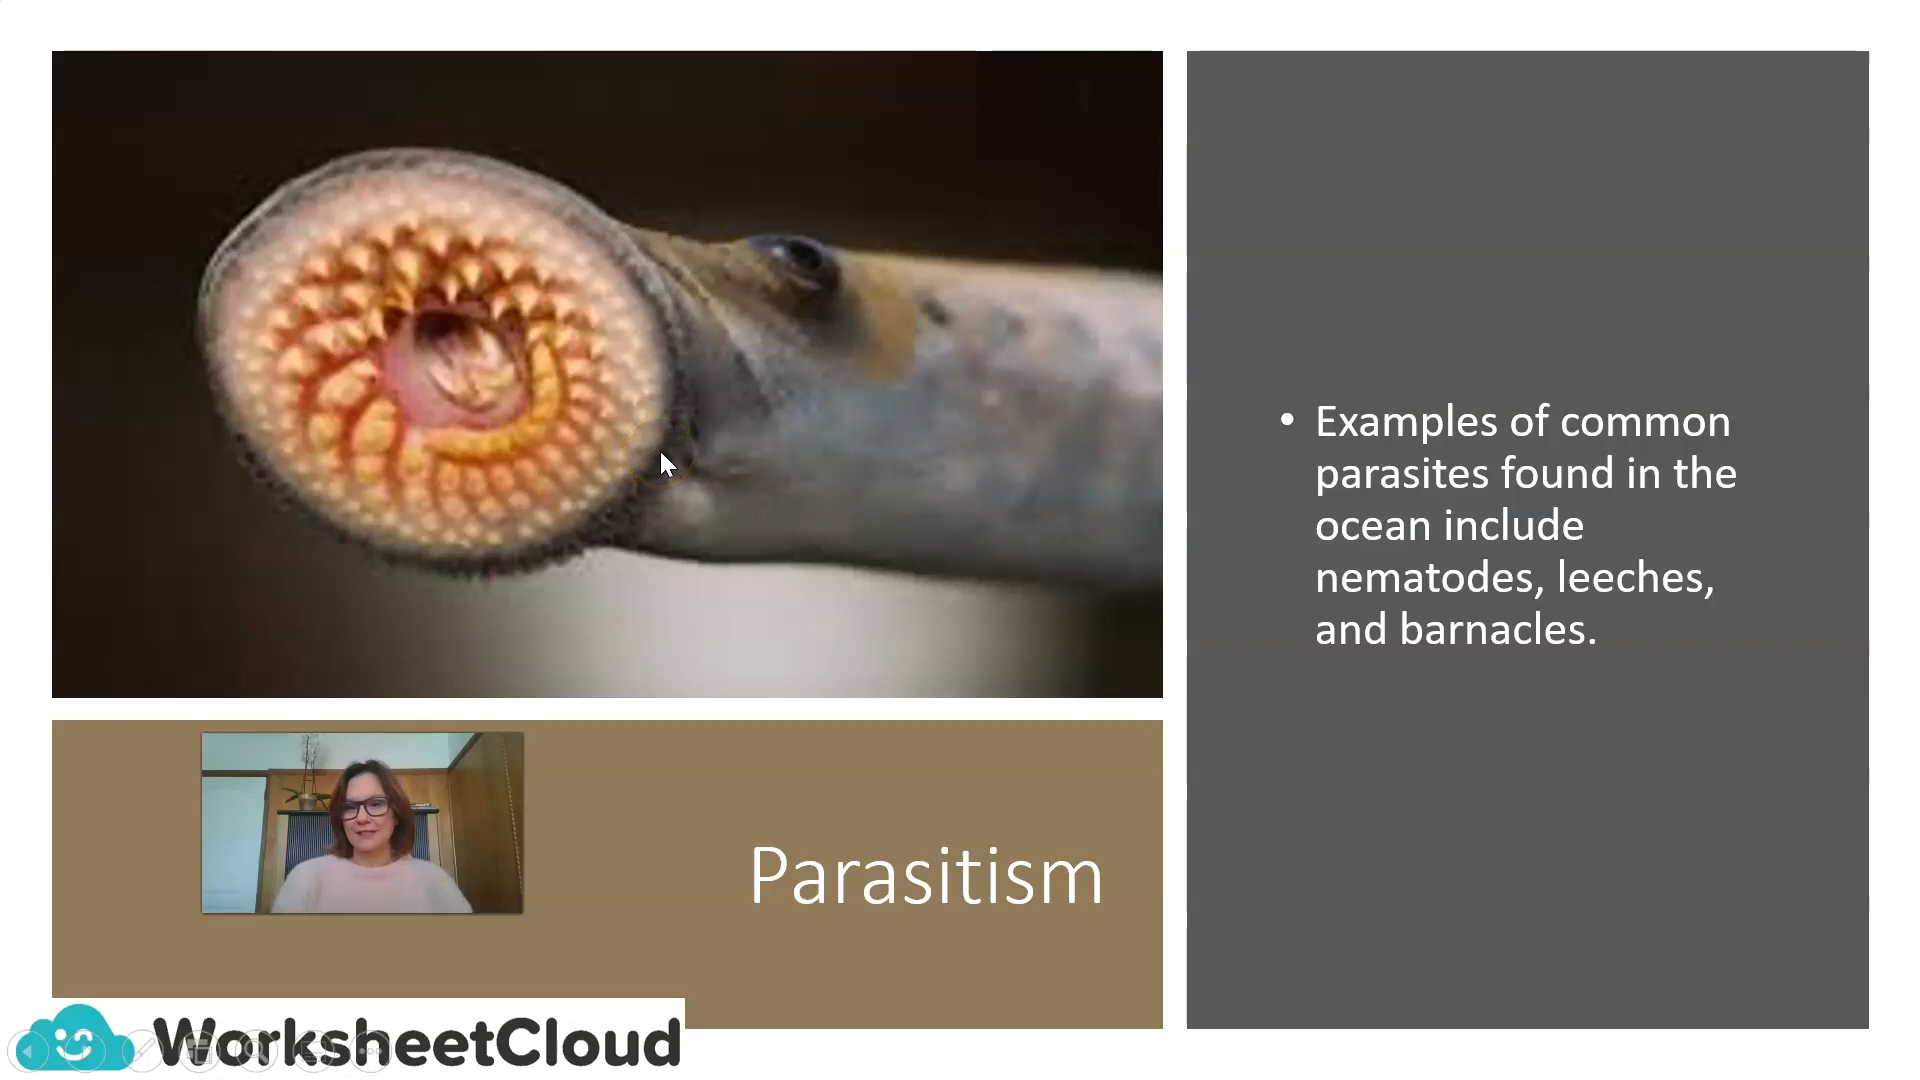 • Examples of common
parasites found in the
ocean include
nematodes, leeches,
and barnacles.
Parasitism
WorksheetCloud